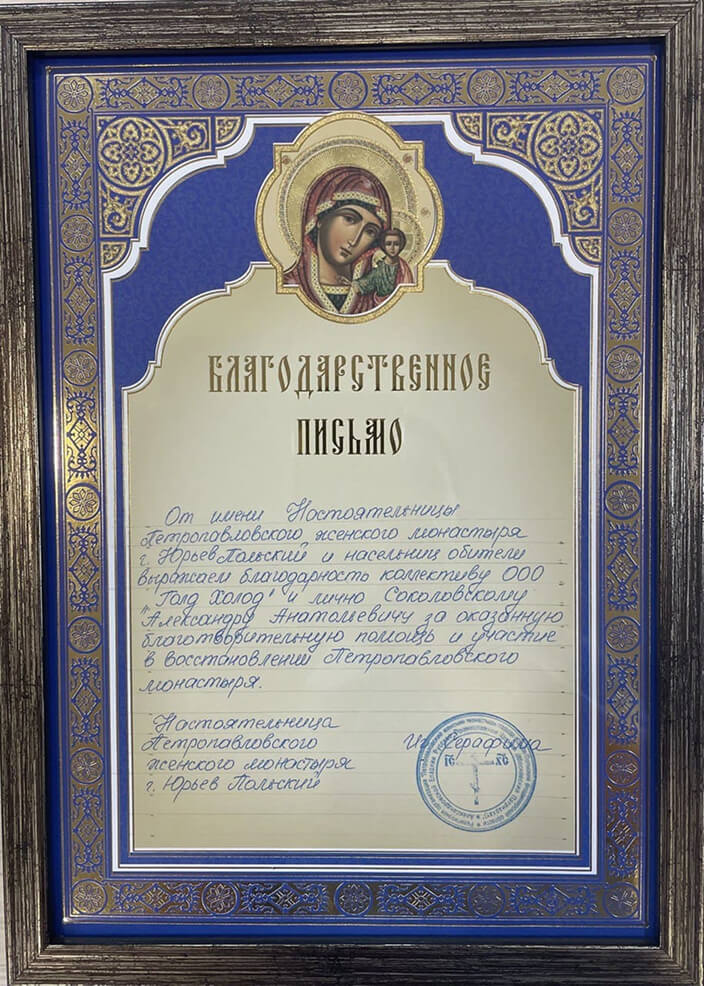 БЛАГОДАРСТВЕННОЕ
ПИСЬМО
От имени Настоятельницы
Петропавловского женского монастыря
г. Юрьев Польский и насельниц обители
выражаем благодарность коллективу ООО
"Голд Холод" и лично Соколовскому
Александру Анатольевичу за оказанную
благотворительную помощь и участие
в восстановлении Петропавловского
монастыря.
Настоятельница
Петропавловского
женского монастыря
г. Юрьев Польский
Серафима